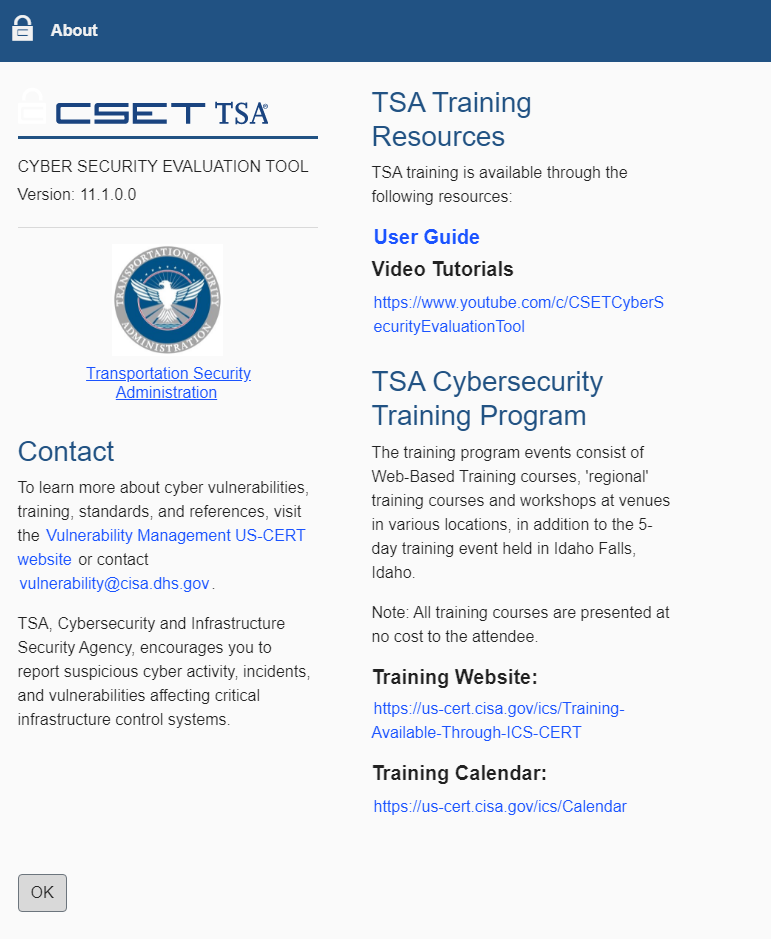 About
CSET TSA®
CYBER SECURITY EVALUATION TOOL
Version: 11.1.0.0
TRANSPORTATION SECURITY
ADMINISTRATION
Transportation Security
Administration
Contact
To learn more about cyber vulnerabilities,
training, standards, and references, visit
the Vulnerability Management US-CERT
website or contact
vulnerability@cisa.dhs.gov.
TSA, Cybersecurity and Infrastructure
Security Agency, encourages you to
report suspicious cyber activity, incidents,
and vulnerabilities affecting critical
infrastructure control systems.
TSA Training
Resources
TSA training is available through the
following resources:
User Guide
Video Tutorials
https://www.youtube.com/c/CSETCyberS
ecurityEvaluationTool
TSA Cybersecurity
Training Program
The training program events consist of
Web-Based Training courses, 'regional'
training courses and workshops at venues
in various locations, in addition to the 5-
day training event held in Idaho Falls,
Idaho.
Note: All training courses are presented at
no cost to the attendee.
Training Website:
https://us-cert.cisa.gov/ics/Training-
Available-Through-ICS-CERT
Training Calendar:
https://us-cert.cisa.gov/ics/Calendar
OK